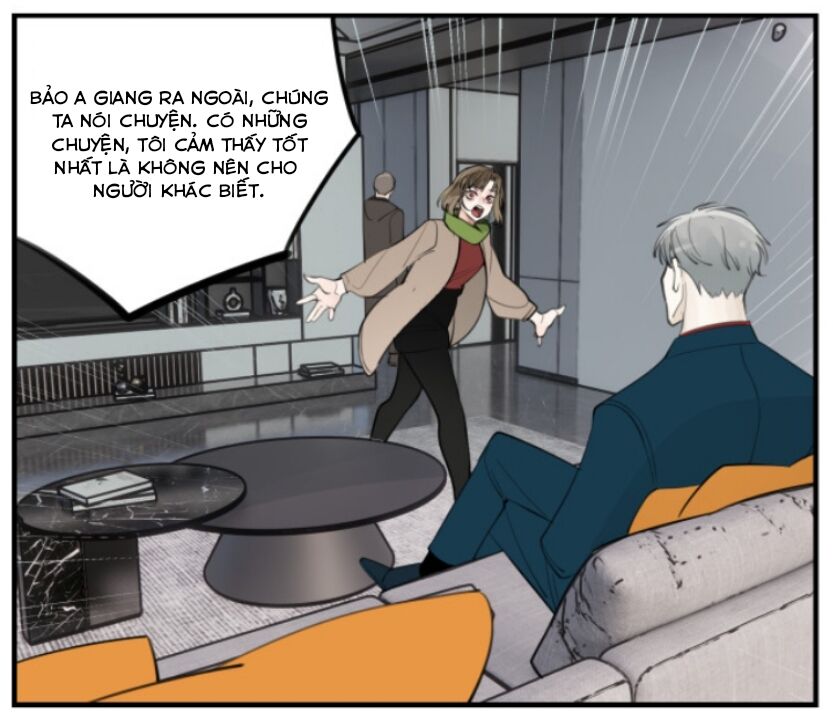 BẢO A GIANG RA NGOÀI, CHÚNG
TA NÓI CHUYỆN. CÓ NHỮNG
CHUYỆN, TÔI CẢM THẤY TỐT
NHẤT LÀ KHÔNG NÊN CHO
NGƯỜI KHÁC BIẾT.